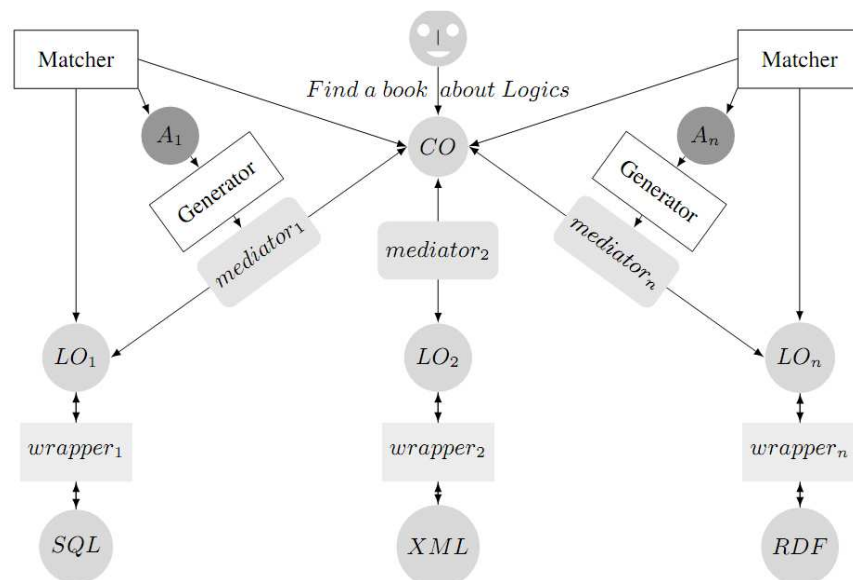 Matcher
Matcher
Find a book about Logics
A₁
CO
Aₙ
Generator
Generator
mediator₁
mediator₂
mediatorₙ
LO₁
LO₂
LOₙ
wrapper₁
wrapper₂
wrapperₙ
SQL
XML
RDF